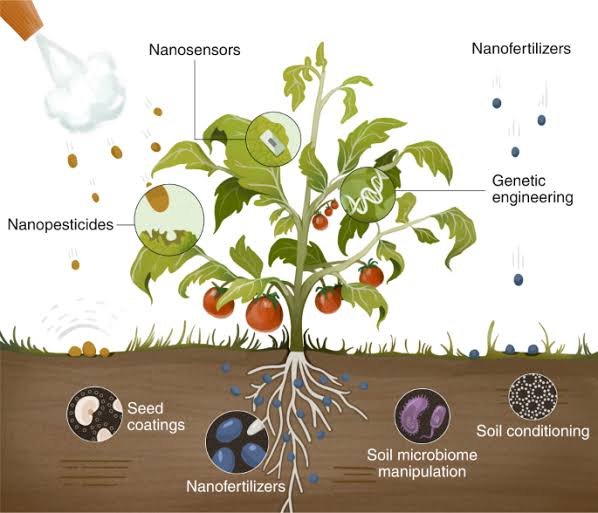 Nanosensors
Nanofertilizers
Genetic
engineering
Nanopesticides
Seed
coatings
Nanofertilizers
Soil microbiome
manipulation
Soil conditioning